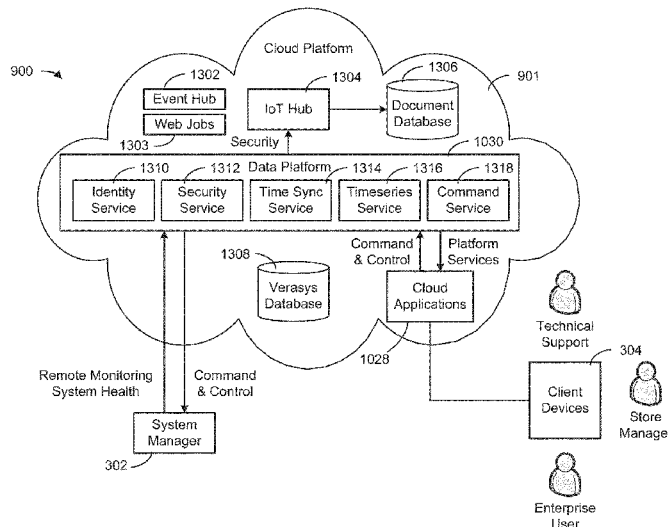 Cloud Platform
900
1302
1304
1306
901
Event Hub
IoT Hub
Document
Database
Web Jobs
1303
Security
1030
Data Platform
1310
1312
1314
1316
1318
Identity
Service
Security
Service
Time Sync
Service
Timeseries
Service
Command
Service
1308
Command
& Control
Platform
Services
Verasys
Database
Cloud
Applications
1028
Technical
Support
Remote Monitoring
System Health
Command
& Control
304
Client
Devices
Store
Manage
System
Manager
302
Enterprise
User